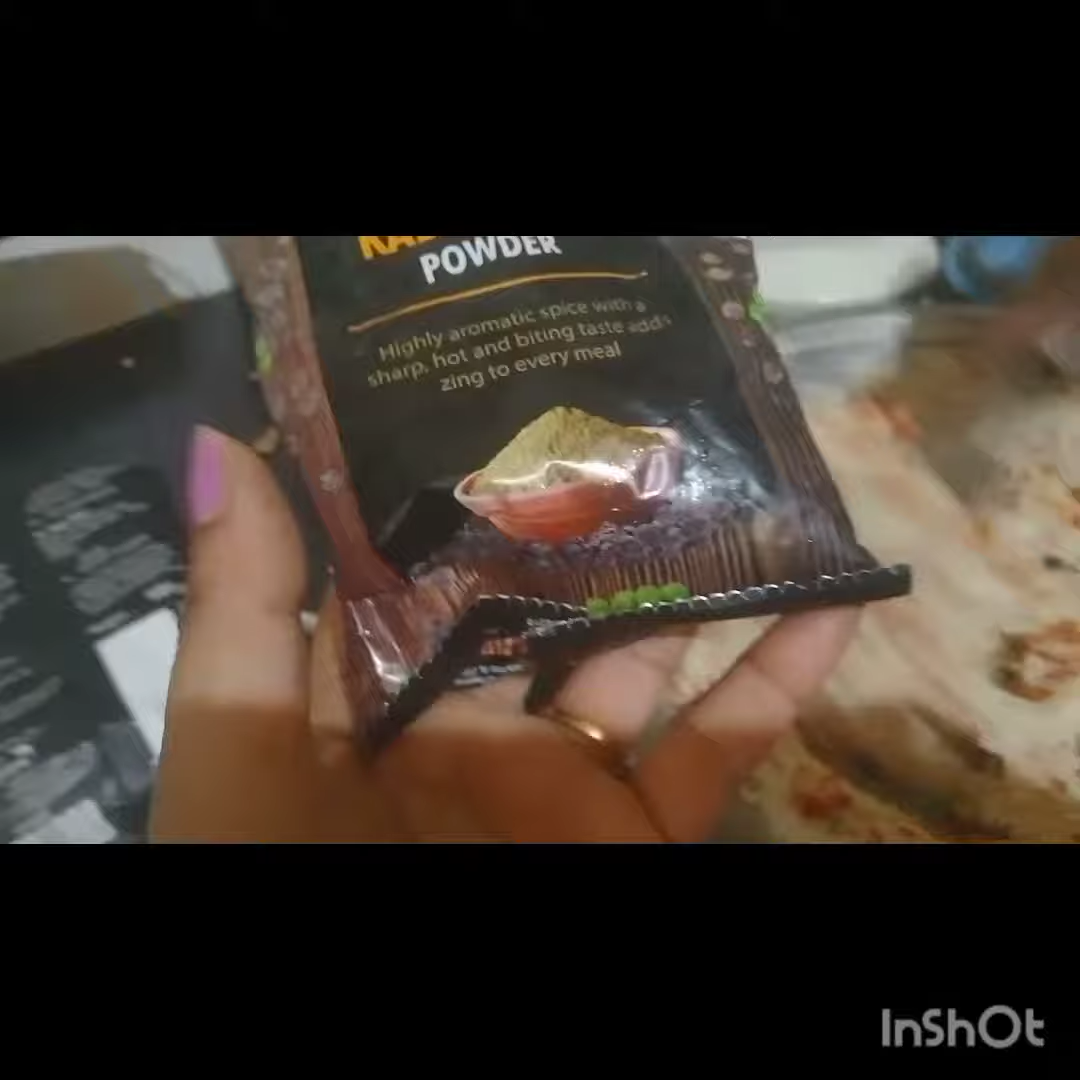 POWDER
Highly aromatic spice with a
sharp, hot and biting taste adds
zing to every meal
InShOt